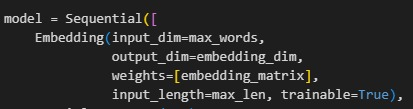 model = Sequential([
    Embedding(input_dim=max_words,
              output_dim=embedding_dim,
              weights=[embedding_matrix],
              input_length=max_len, trainable=True),